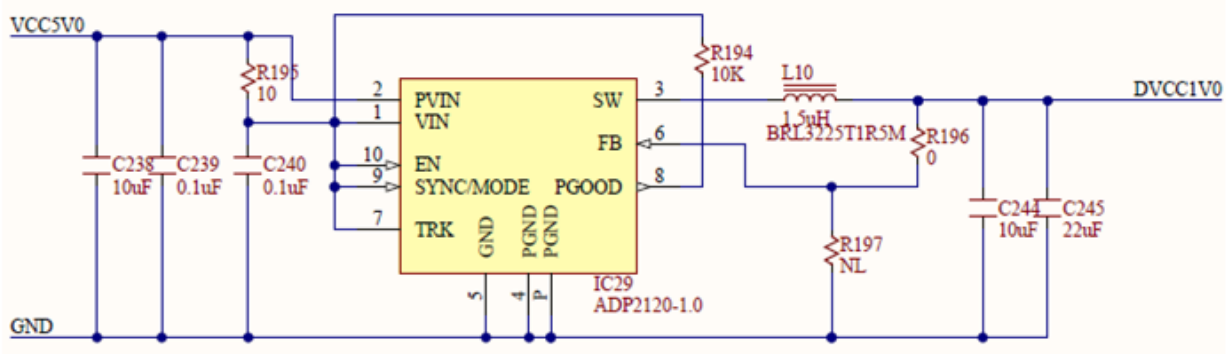 VCC5V0
R195
10
C238
10uF
C239
0.1uF
C240
0.1uF
2
1
10
9
7
PVIN
VIN
EN
SYNC/MODE
TRK
GND
PGND
PGND
SW
FB
PGOOD
5
4
P
3
6
8
IC29
ADP2120-1.0
R194
10K
L10
1.5uH
BRL3225T1R5M
R196
0
R197
NL
C244
10uF
C245
22uF
DVCC1V0
GND